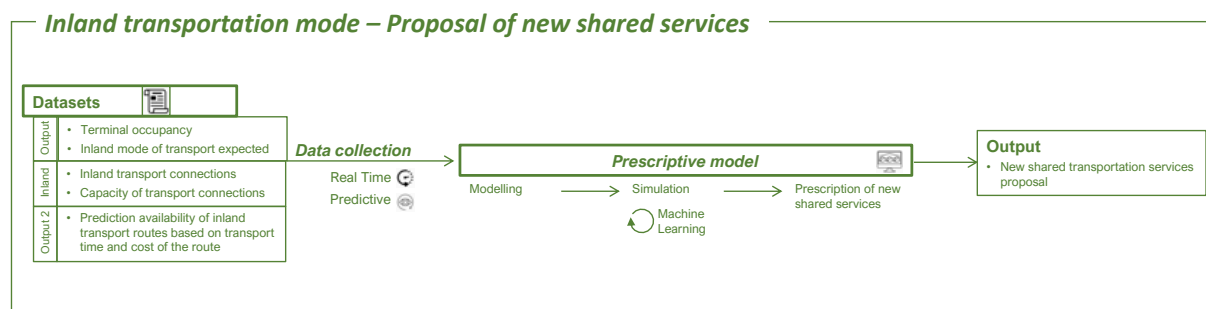 Inland transportation mode – Proposal of new shared services
Datasets
Output
• Terminal occupancy
• Inland mode of transport expected
Inland
• Inland transport connections
• Capacity of transport connections
Output 2
• Prediction availability of inland
transport routes based on transport
time and cost of the route
Data collection
Real Time
Predictive
Prescriptive model
Modelling
Simulation
Machine
Learning
Prescription of new
shared services
Output
• New shared transportation services
proposal